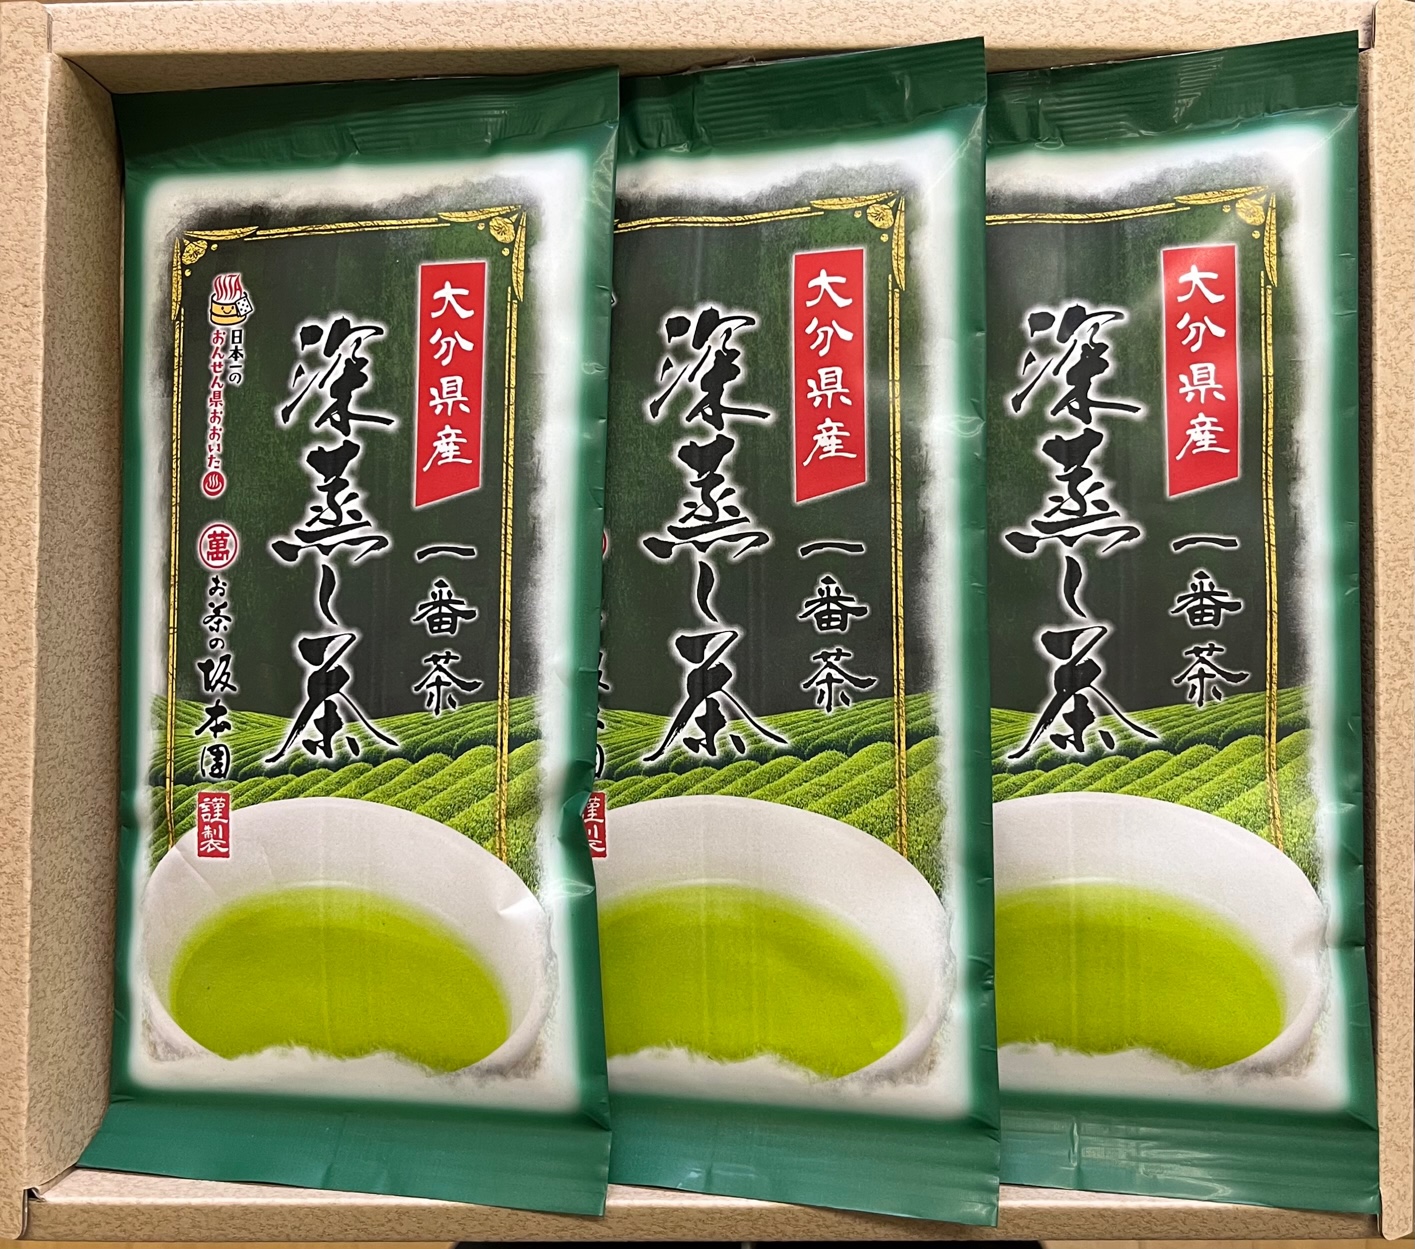 大分県産
一番茶
深蒸し茶
日本一の
おんせん県おおいた♨
萬
お茶の坂本園
謹製
大分県産
一番茶
深蒸し茶
謹製
大分県産
一番茶
深蒸し茶